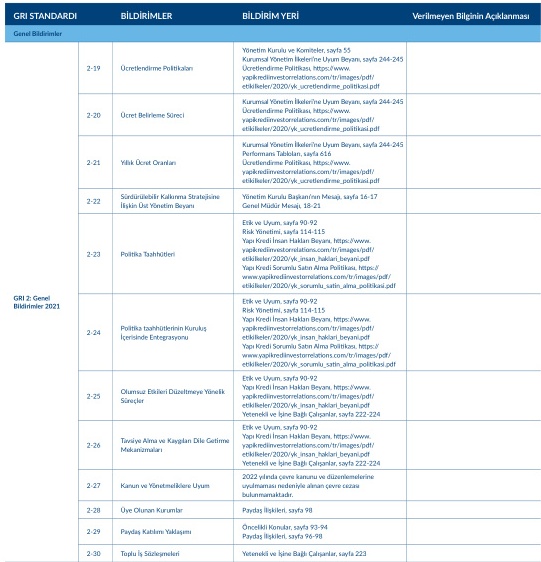 GRI STANDARDI BİLDİRİMLER BİLDİRİM YERİ Verilmeyen Bilginin Açıklanması
Genel Bildirimler
GRI 2: Genel
Bildirimler 2021
2-19 Ücretlendirme Politikaları
Yönetim Kurulu ve Komiteler, sayfa 55
Kurumsal Yönetim İlkeleri'ne Uyum Beyanı, sayfa 244-245
Ücretlendirme Politikası, https://www.
yapikrediinvestorrelations.com/tr/images/pdf/
etikilkeler/2020/yk_ucretlendirme_politikasi.pdf
2-20 Ücret Belirleme Süreci
Kurumsal Yönetim İlkeleri'ne Uyum Beyanı, sayfa 244-245
Ücretlendirme Politikası, https://www.
yapikrediinvestorrelations.com/tr/images/pdf/
etikilkeler/2020/yk_ucretlendirme_politikasi.pdf
2-21 Yıllık Ücret Oranları
Kurumsal Yönetim İlkeleri'ne Uyum Beyanı, sayfa 244-245
Performans Tabloları, sayfa 616
Ücretlendirme Politikası, https://www.
yapikrediinvestorrelations.com/tr/images/pdf/
etikilkeler/2020/yk_ucretlendirme_politikasi.pdf
2-22 Sürdürülebilir Kalkınma Stratejisine
İlişkin Üst Yönetim Beyanı
Yönetim Kurulu Başkanı'nın Mesajı, sayfa 16-17
Genel Müdür Mesajı, 18-21
2-23 Politika Taahhütleri
Etik ve Uyum, sayfa 90-92
Risk Yönetimi, sayfa 114-115
Yapı Kredi İnsan Hakları Beyanı, https://www.
yapikrediinvestorrelations.com/tr/images/pdf/
etikilkeler/2020/yk_insan_haklari_beyani.pdf
Yapı Kredi Sorumlu Satın Alma Politikası, https://
www.yapikrediinvestorrelations.com/tr/images/pdf/
etikilkeler/2020/yk_sorumlu_satin_alma_politikasi.pdf
2-24 Politika taahhütlerinin Kuruluş
İçerisinde Entegrasyonu
Etik ve Uyum, sayfa 90-92
Risk Yönetimi, sayfa 114-115
Yapı Kredi İnsan Hakları Beyanı, https://www.
yapikrediinvestorrelations.com/tr/images/pdf/
etikilkeler/2020/yk_insan_haklari_beyani.pdf
Yapı Kredi Sorumlu Satın Alma Politikası, https://
www.yapikrediinvestorrelations.com/tr/images/pdf/
etikilkeler/2020/yk_sorumlu_satin_alma_politikasi.pdf
2-25 Olumsuz Etkileri Düzeltmeye Yönelik
Süreçler
Etik ve Uyum, sayfa 90-92
Yapı Kredi İnsan Hakları Beyanı, https://www.
yapikrediinvestorrelations.com/tr/images/pdf/
etikilkeler/2020/yk_insan_haklari_beyani.pdf
Yetenekli ve İşine Bağlı Çalışanlar, sayfa 222-224
2-26 Tavsiye Alma ve Kaygıları Dile Getirme
Mekanizmaları
Etik ve Uyum, sayfa 90-92
Yapı Kredi İnsan Hakları Beyanı, https://www.
yapikrediinvestorrelations.com/tr/images/pdf/
etikilkeler/2020/yk_insan_haklari_beyani.pdf
Yetenekli ve İşine Bağlı Çalışanlar, sayfa 222-224
2-27 Kanun ve Yönetmeliklere Uyum
2022 yılında çevre kanunu ve düzenlemelerine
uyulmaması nedeniyle alınan çevre cezası
bulunmaktadır.
2-28 Üye Olunan Kurumlar
Paydaş İlişkileri, sayfa 98
2-29 Paydaş Katılımı Yaklaşımı
Öncelikli Konular, sayfa 93-94
Paydaş İlişkileri, sayfa 96-98
2-30 Toplu İş Sözleşmeleri
Yetenekli ve İşine Bağlı Çalışanlar, sayfa 223